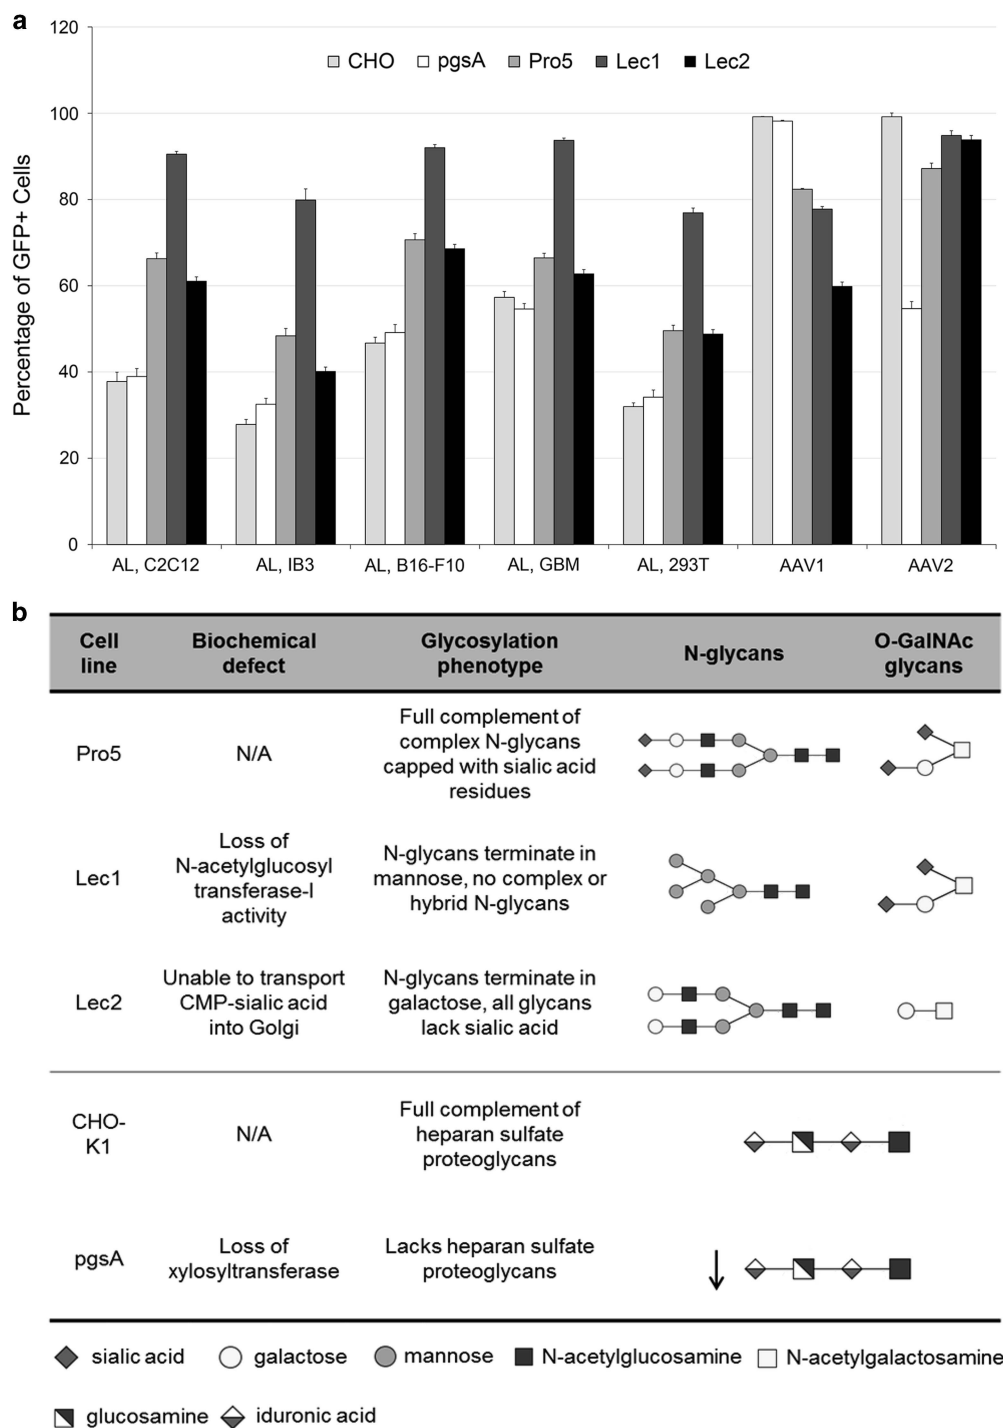 a
120
100
80
60
40
20
0
Percentage of GFP+ Cells
CHO pgsA Pro5 Lec1 Lec2
AL, C2C12 AL, IB3 AL, B16-F10 AL, GBM AL, 293T AAV1 AAV2
b
Cell line
Biochemical defect
Glycosylation phenotype
N-glycans
O-GalNAc glycans
Pro5
N/A
Full complement of
complex N-glycans
capped with sialic acid
residues
Lec1
Loss of
N-acetylglucosyl
transferase-I
activity
N-glycans terminate in
mannose, no complex or
hybrid N-glycans
Lec2
Unable to transport
CMP-sialic acid
into Golgi
N-glycans terminate in
galactose, all glycans
lack sialic acid
CHO-
K1
N/A
Full complement of
heparan sulfate
proteoglycans
pgsA
Loss of
xylosyltransferase
Lacks heparan sulfate
proteoglycans
sialic acid galactose mannose N-acetylglucosamine N-acetylgalactosamine
glucosamine iduronic acid